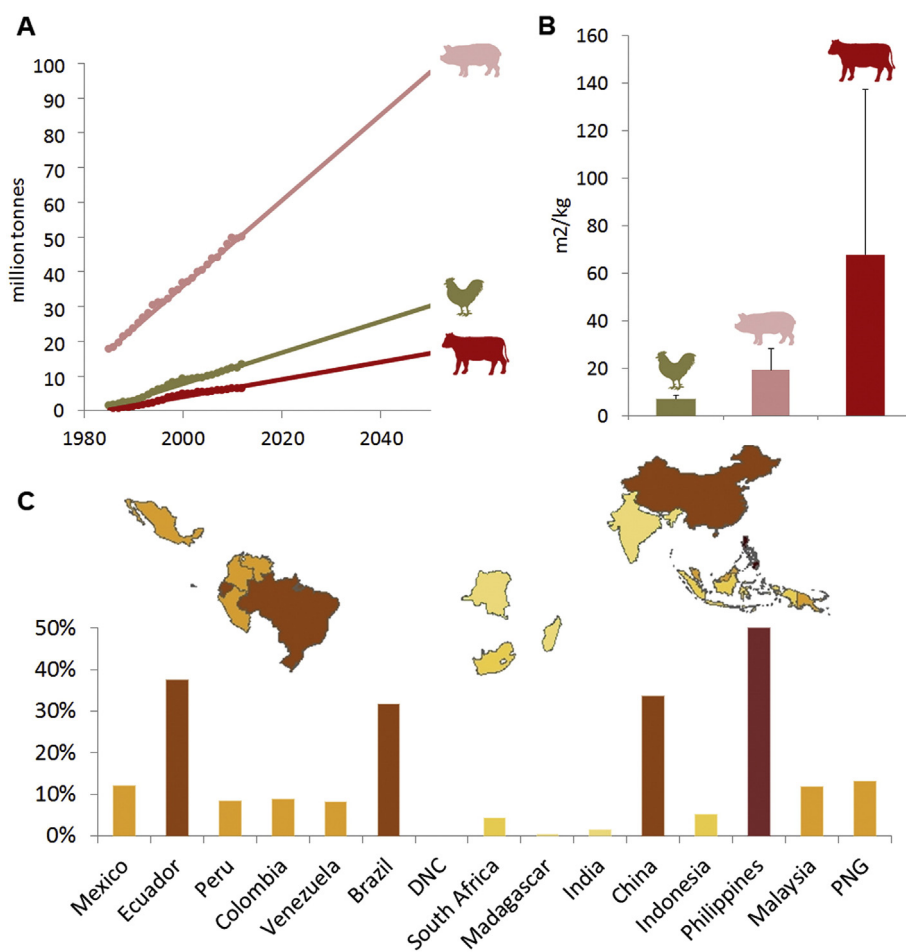 A
million tonnes
100
90
80
70
60
50
40
30
20
10
0
1980 2000 2020 2040
B
m2/kg
160
140
120
100
80
60
40
20
0
C
50%
40%
30%
20%
10%
0%
Mexico
Ecuador
Peru
Colombia
Venezuela
Brazil
DNC
South Africa
Madagascar
India
China
Indonesia
Philippines
Malaysia
PNG